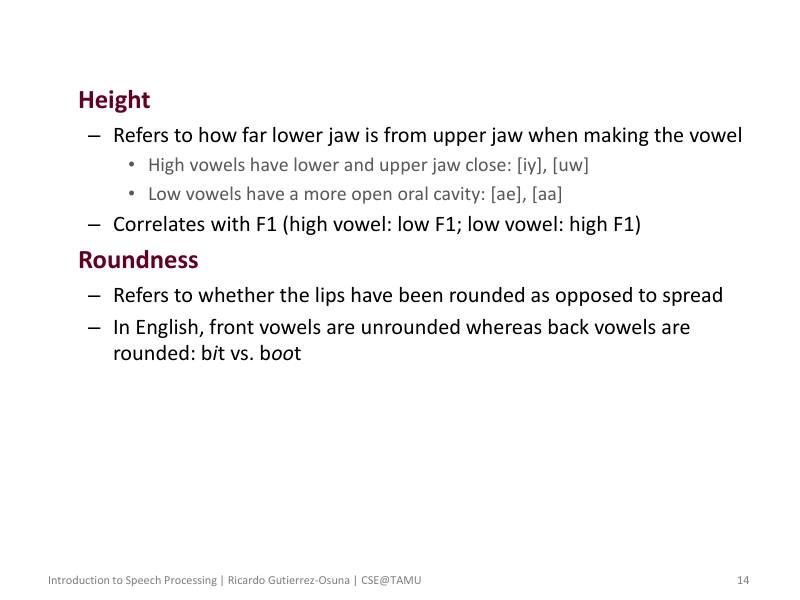 Height
– Refers to how far lower jaw is from upper jaw when making the vowel
• High vowels have lower and upper jaw close: [iy], [uw]
• Low vowels have a more open oral cavity: [ae], [aa]
– Correlates with F1 (high vowel: low F1; low vowel: high F1)
Roundness
– Refers to whether the lips have been rounded as opposed to spread
– In English, front vowels are unrounded whereas back vowels are
rounded: bit vs. boot
Introduction to Speech Processing | Ricardo Gutierrez-Osuna | CSE@TAMU
14